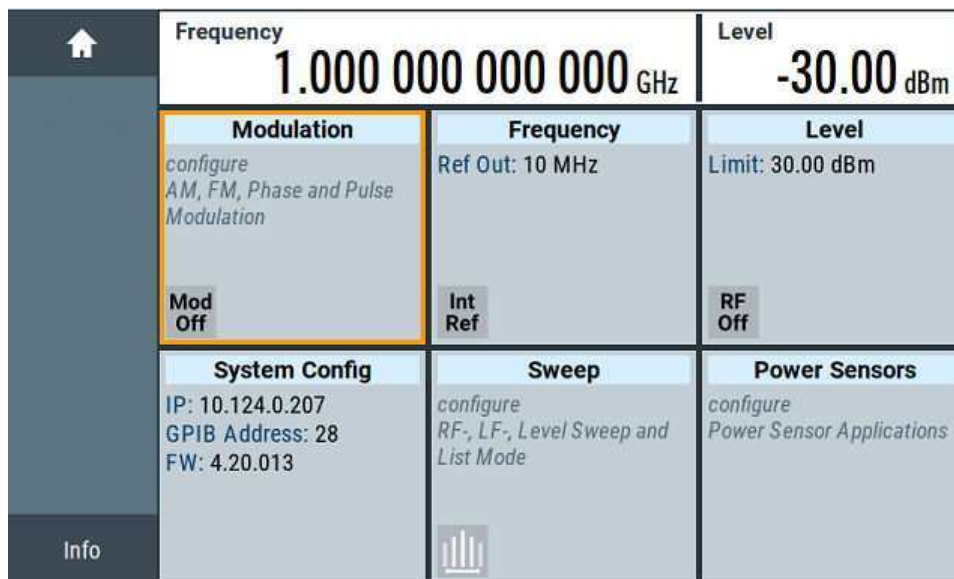 Frequency
1.000 000 000 000 GHz
Level
-30.00 dBm
Modulation
configure
AM, FM, Phase and Pulse
Modulation
Mod
Off
Frequency
Ref Out: 10 MHz
Int
Ref
Level
Limit: 30.00 dBm
RF
Off
System Config
IP: 10.124.0.207
GPIB Address: 28
FW: 4.20.013
Sweep
configure
RF-, LF-, Level Sweep and
List Mode
Power Sensors
configure
Power Sensor Applications
Info